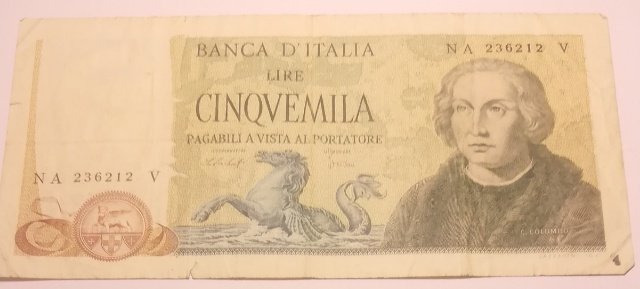 BANCA D'ITALIA
NA 236212 V
LIRE
CINQVEMILA
PAGABILI A VISTA AL PORTATORE
NA 236212 V
C. COLOMBO